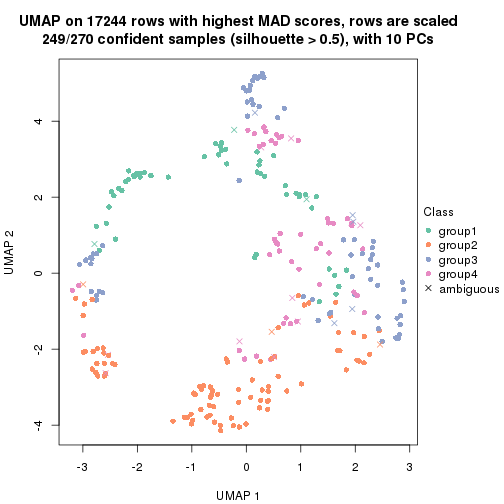 UMAP on 17244 rows with highest MAD scores, rows are scaled
249/270 confident samples (silhouette > 0.5), with 10 PCs
UMAP 2
4
2
0
-2
-4
-3
-2
-1
0
1
2
3
UMAP 1
Class
group1
group2
group3
group4
ambiguous